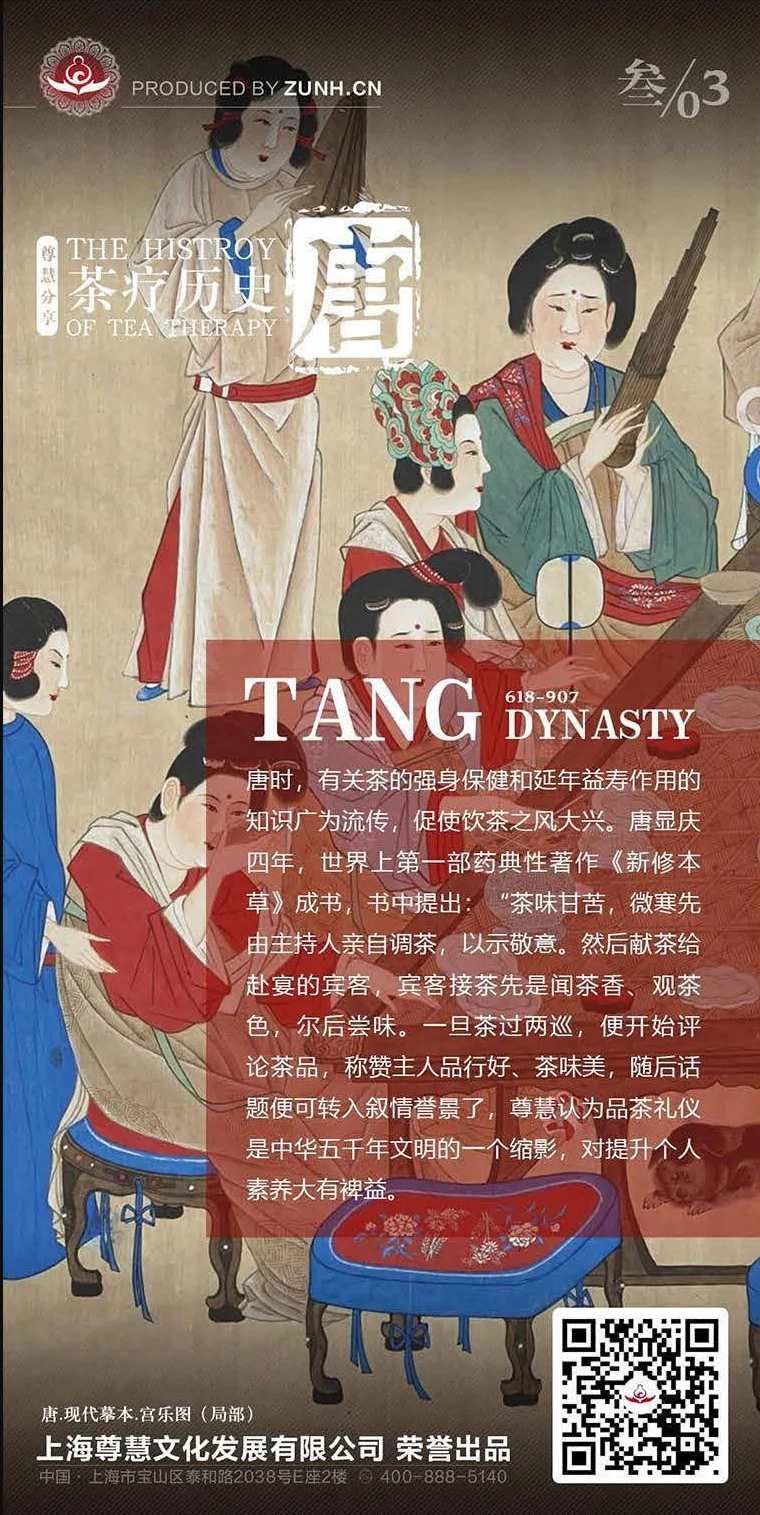 PRODUCED BY ZUNH.CN
叁/03
尊慧分享
THE HISTROY
茶疗历史
OF TEA THERAPY
唐
TANG
618-907
DYNASTY
唐时，有关茶的强身保健和延年益寿作用的
知识广为流传，促使饮茶之风大兴。唐显庆
四年，世界上第一部药典性著作《新修本
草》成书，书中提出：“茶味甘苦，微寒先
由主持人亲自调茶，以示敬意。然后献茶给
赴宴的宾客，宾客接茶先是闻茶香、观茶
色，尔后尝味。一旦茶过两巡，便开始评
论茶品，称赞主人品行好、茶味美，随后话
题便可转入叙情誉景了，尊慧认为品茶礼仪
是中华五千年文明的一个缩影，对提升个人
素养大有裨益。
唐.现代摹本.宫乐图（局部）
上海尊慧文化发展有限公司 荣誉出品
中国·上海市宝山区泰和路2038号E座2楼 400-888-5140